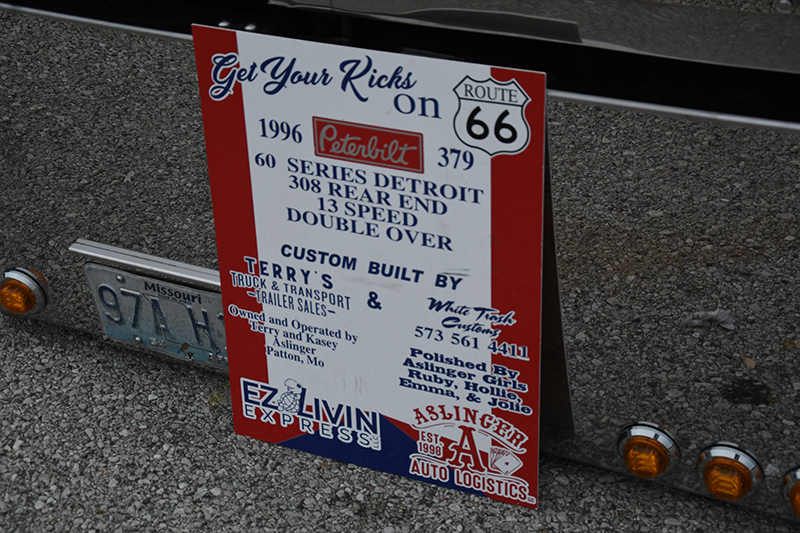 Get Your Kicks
on
ROUTE
66
1996 Peterbilt 379
60 SERIES DETROIT
308 REAR END
13 SPEED
DOUBLE OVER
CUSTOM BUILT BY
TERRY'S
TRUCK & TRANSPORT
-TRAILER SALES-
&
White Trash
Customs
573 561 4411
Owned and Operated by
Terry and Kasey
Aslinger
Patton, Mo
Polished By
Aslinger Girls
Ruby, Hollie,
Emma, & Jolie
EZ LIVIN
EXPRESS
ASLINGER
EST
1998
A
AUTO LOGISTICS
Missouri
97A H